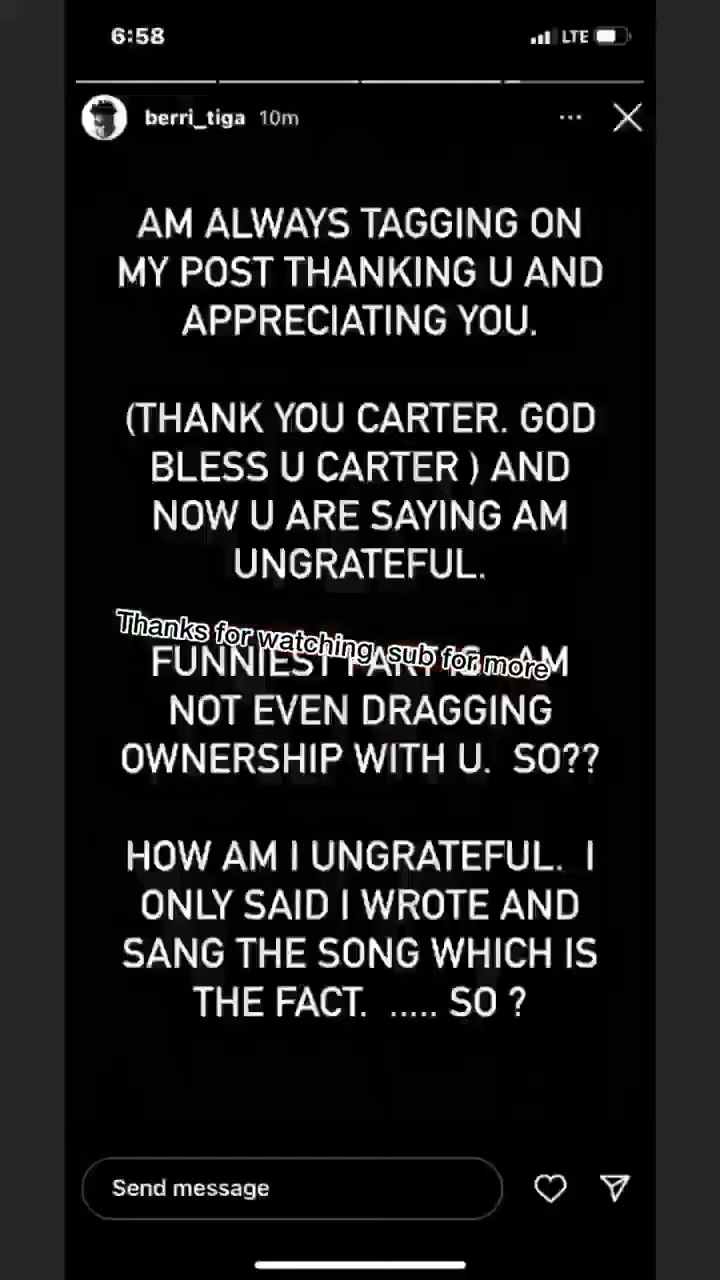 6:58
LTE
berri_tiga 10m
AM ALWAYS TAGGING ON
MY POST THANKING U AND
APPRECIATING YOU.
(THANK YOU CARTER. GOD
BLESS U CARTER ) AND
NOW U ARE SAYING AM
UNGRATEFUL.
Thanks for watching, sub for more
FUNNIEST PART IS AM
NOT EVEN DRAGGING
OWNERSHIP WITH U. SO??
HOW AM I UNGRATEFUL. I
ONLY SAID I WROTE AND
SANG THE SONG WHICH IS
THE FACT. ..... SO ?
Send message